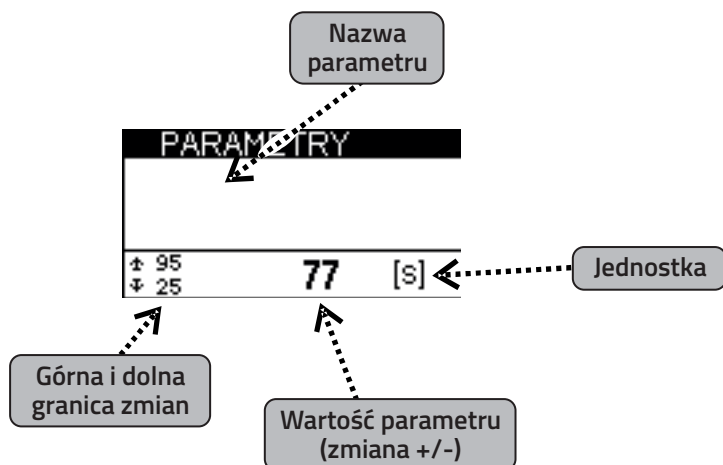 Nazwa
parametru
PARAMETRY
↑ 95
↓ 25
77
[S]
Jednostka
Górna i dolna
granica zmian
Wartość parametru
(zmiana +/-)